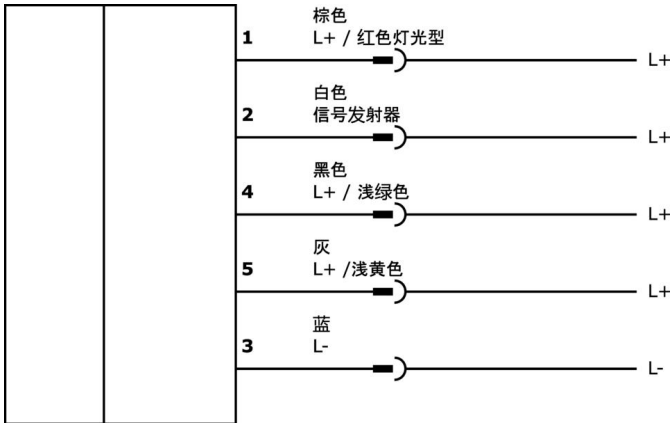 棕色
1 L+ / 红色灯光型
L+
白色
2 信号发射器
L+
黑色
4 L+ / 浅绿色
L+
灰
5 L+ /浅黄色
L+
蓝
3 L-
L-